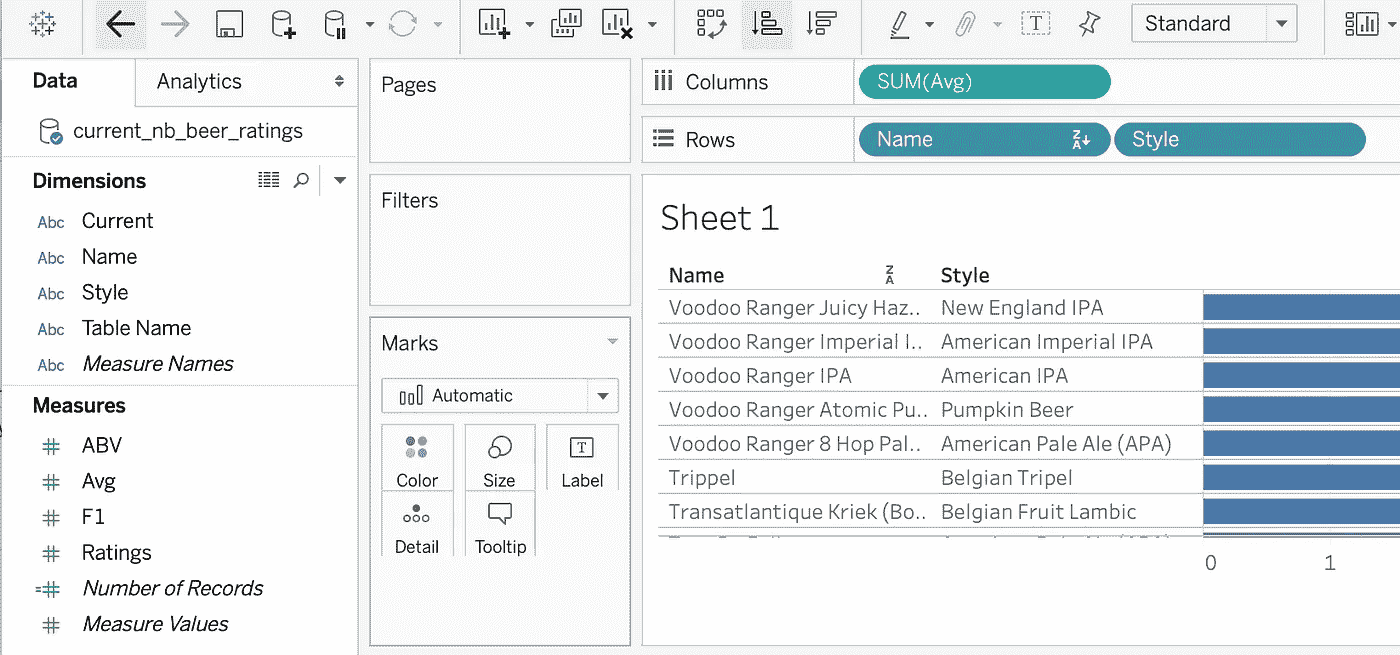 Standard
Data
Analytics
current_nb_beer_ratings
Dimensions
Abc Current
Abc Name
Abc Style
Abc Table Name
Abc Measure Names
Measures
ABV
Avg
F1
Ratings
Number of Records
Measure Values
Pages
Filters
Marks
Automatic
Color
Size
T
Label
Detail
Tooltip
Columns SUM(Avg)
Rows Name Style
Sheet 1
Name Style
Voodoo Ranger Juicy Haz.. New England IPA
Voodoo Ranger Imperial I.. American Imperial IPA
Voodoo Ranger IPA American IPA
Voodoo Ranger Atomic Pu.. Pumpkin Beer
Voodoo Ranger 8 Hop Pal.. American Pale Ale (APA)
Trippel Belgian Tripel
Transatlantique Kriek (Bo.. Belgian Fruit Lambic
0 1